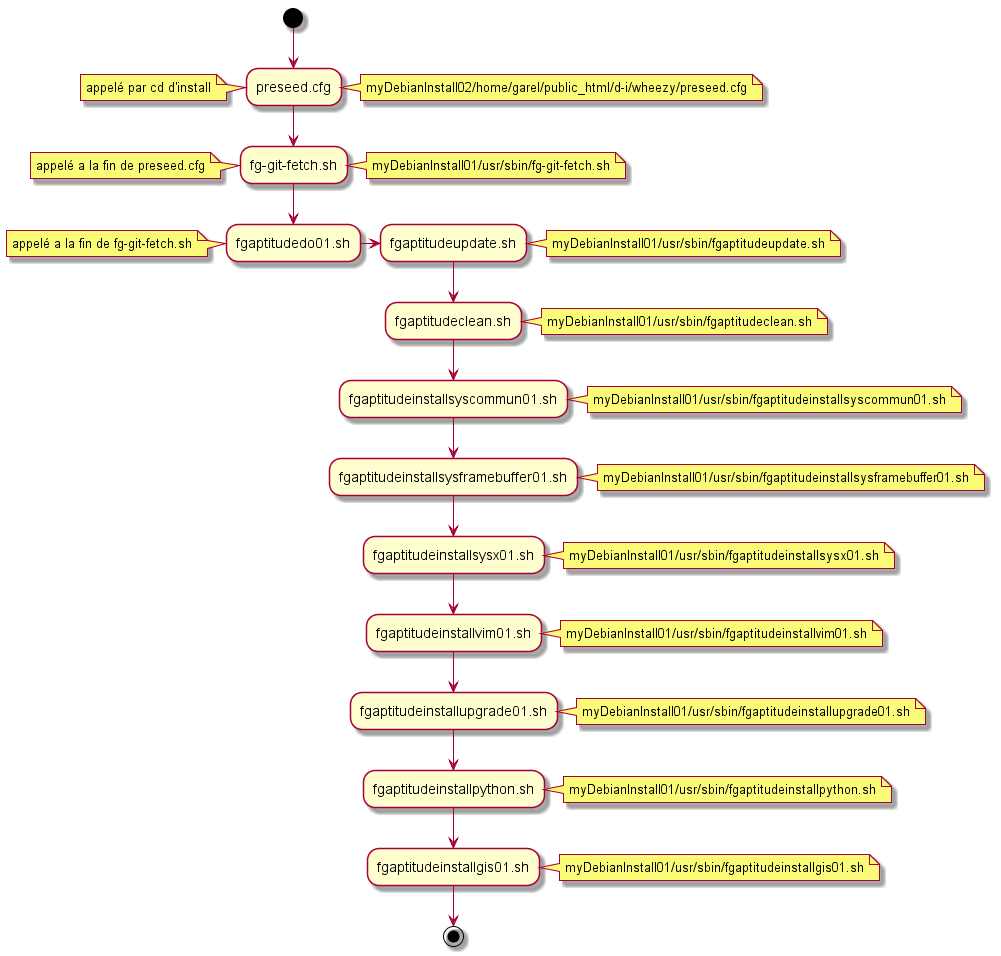 appelé par cd d'install
preseed.cfg
myDebianInstall02/home/garel/public_html/d-i/wheezy/preseed.cfg
appelé a la fin de preseed.cfg
fg-git-fetch.sh
myDebianInstall01/usr/sbin/fg-git-fetch.sh
appelé a la fin de fg-git-fetch.sh
fgaptitudedo01.sh
fgaptitudeupdate.sh
myDebianInstall01/usr/sbin/fgaptitudeupdate.sh
fgaptitudeclean.sh
myDebianInstall01/usr/sbin/fgaptitudeclean.sh
fgaptitudeinstallsyscommun01.sh
myDebianInstall01/usr/sbin/fgaptitudeinstallsyscommun01.sh
fgaptitudeinstallsysframebuffer01.sh
myDebianInstall01/usr/sbin/fgaptitudeinstallsysframebuffer01.sh
fgaptitudeinstallsysx01.sh
myDebianInstall01/usr/sbin/fgaptitudeinstallsysx01.sh
fgaptitudeinstallvim01.sh
myDebianInstall01/usr/sbin/fgaptitudeinstallvim01.sh
fgaptitudeinstallupgrade01.sh
myDebianInstall01/usr/sbin/fgaptitudeinstallupgrade01.sh
fgaptitudeinstallpython.sh
myDebianInstall01/usr/sbin/fgaptitudeinstallpython.sh
fgaptitudeinstallgis01.sh
myDebianInstall01/usr/sbin/fgaptitudeinstallgis01.sh